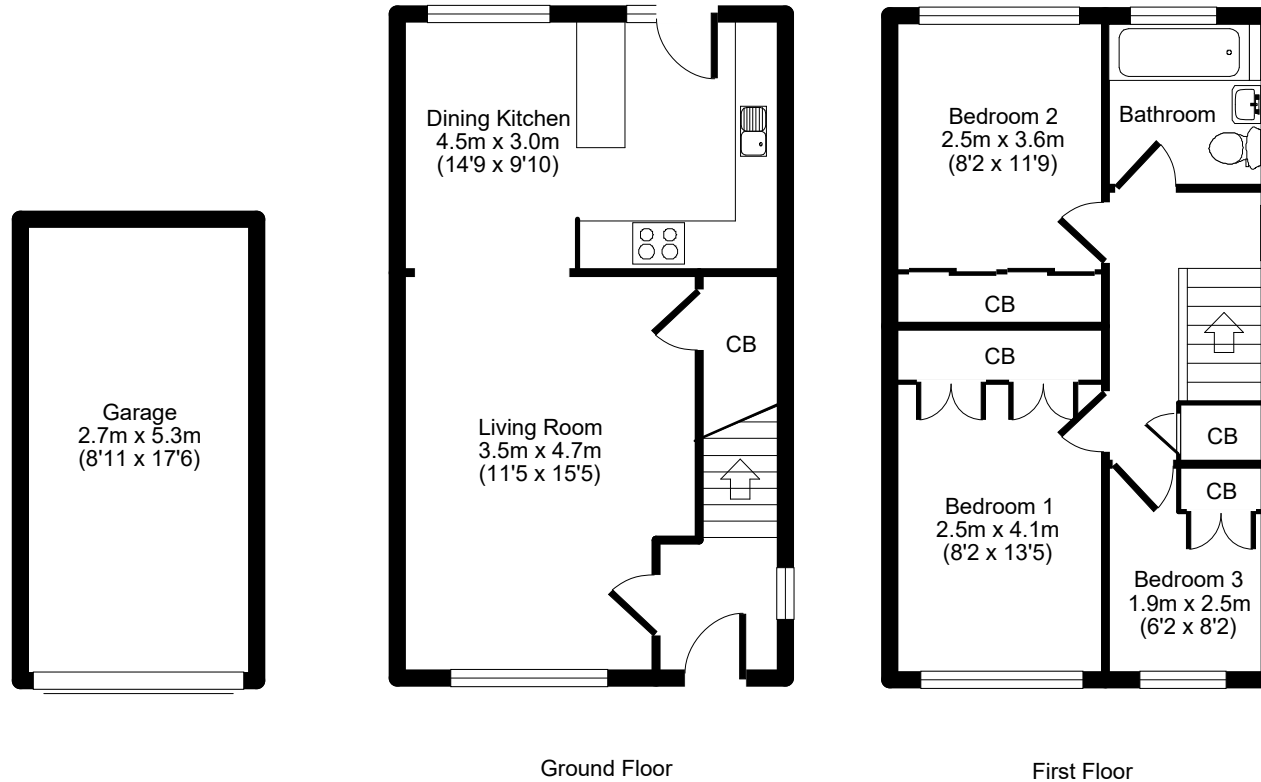 Garage
2.7m x 5.3m
(8'11 x 17'6)
Dining Kitchen
4.5m x 3.0m
(14'9 x 9'10)
CB
Living Room
3.5m x 4.7m
(11'5 x 15'5)
Ground Floor
Bedroom 2
2.5m x 3.6m
(8'2 x 11'9)
Bathroom
CB
CB
CB
CB
Bedroom 1
2.5m x 4.1m
(8'2 x 13'5)
Bedroom 3
1.9m x 2.5m
(6'2 x 8'2)
First Floor